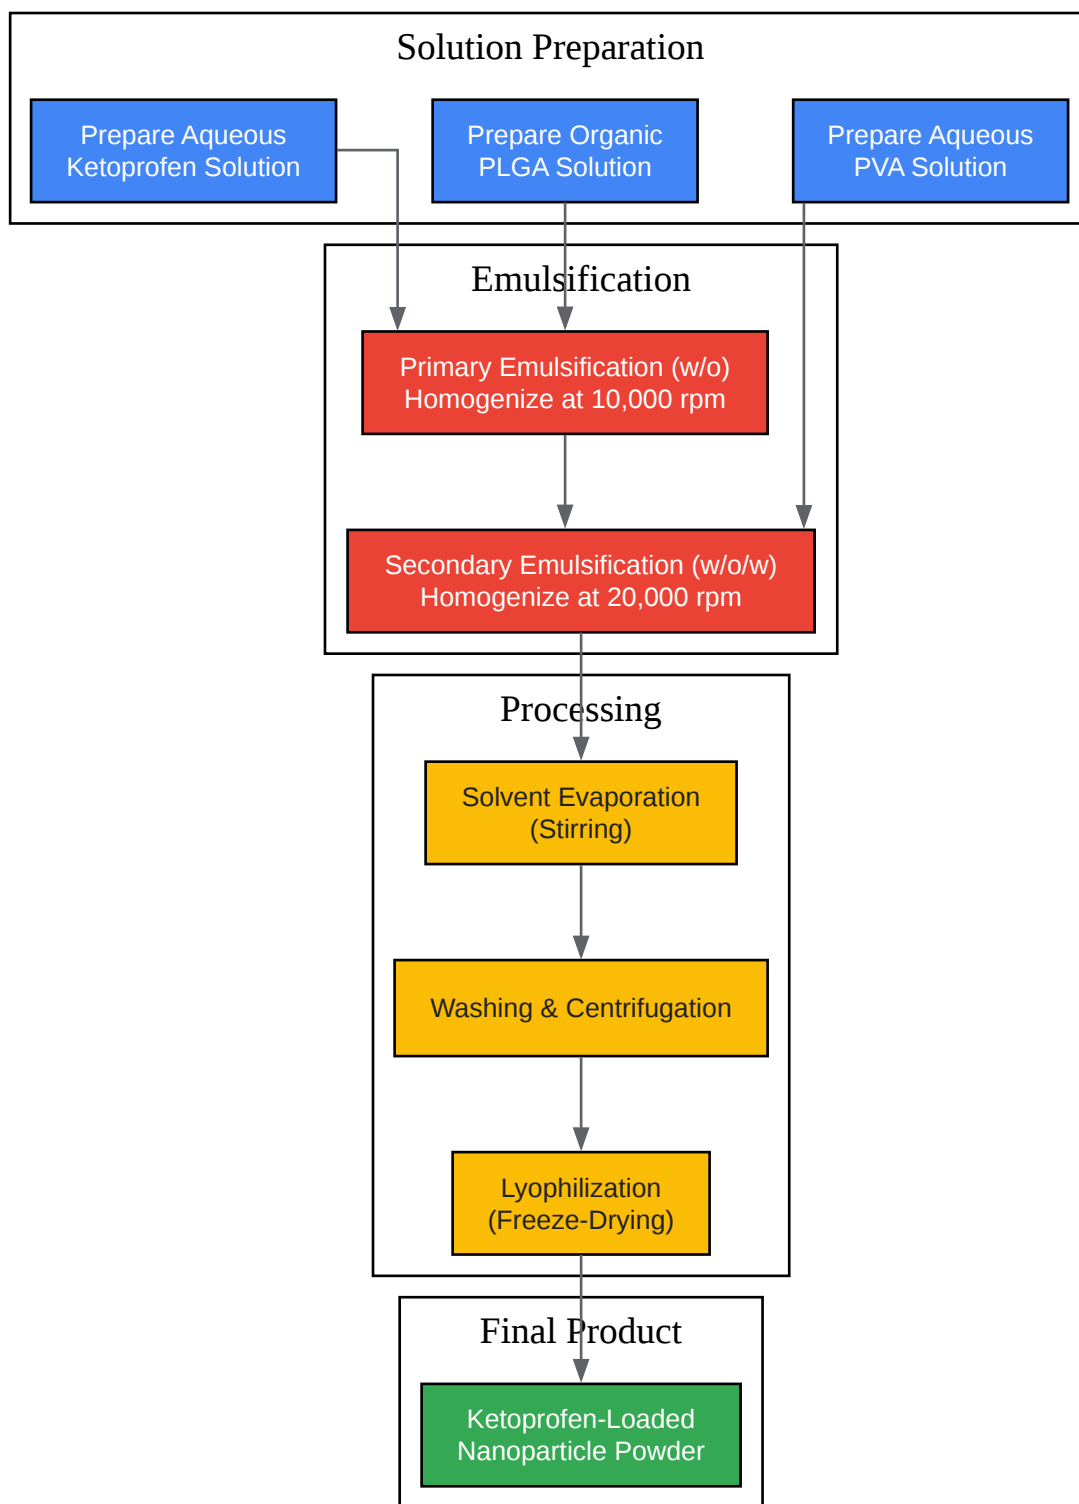 Solution Preparation
Prepare Aqueous
Ketoprofen Solution
Prepare Organic
PLGA Solution
Prepare Aqueous
PVA Solution
Emulsification
Primary Emulsification (w/o)
Homogenize at 10,000 rpm
Secondary Emulsification (w/o/w)
Homogenize at 20,000 rpm
Processing
Solvent Evaporation
(Stirring)
Washing & Centrifugation
Lyophilization
(Freeze-Drying)
Final Product
Ketoprofen-Loaded
Nanoparticle Powder